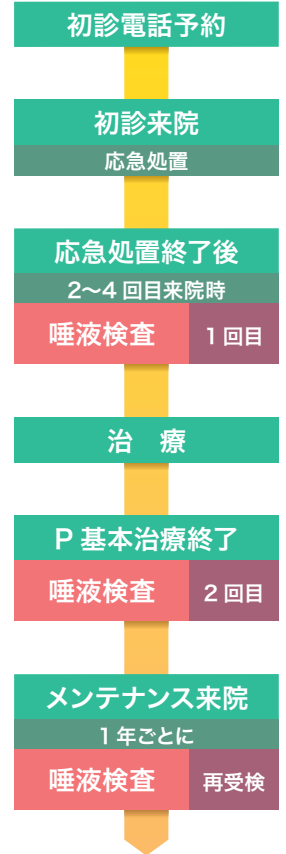 初診電話予約
初診来院
応急処置
応急処置終了後
2〜4回目来院時
唾液検査 1回目
治　療
P基本治療終了
唾液検査 2回目
メンテナンス来院
1年ごとに
唾液検査 再受検